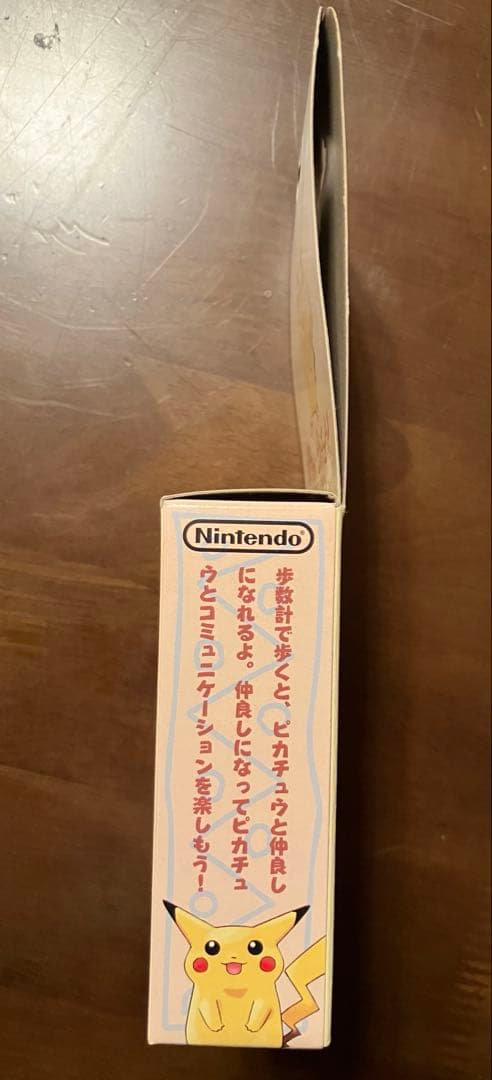 Nintendo®
歩数計で歩くと、ピカチュウと仲良し
になれるよ。仲良しになってピカチュ
ウとコミュニケーションを楽しもう!